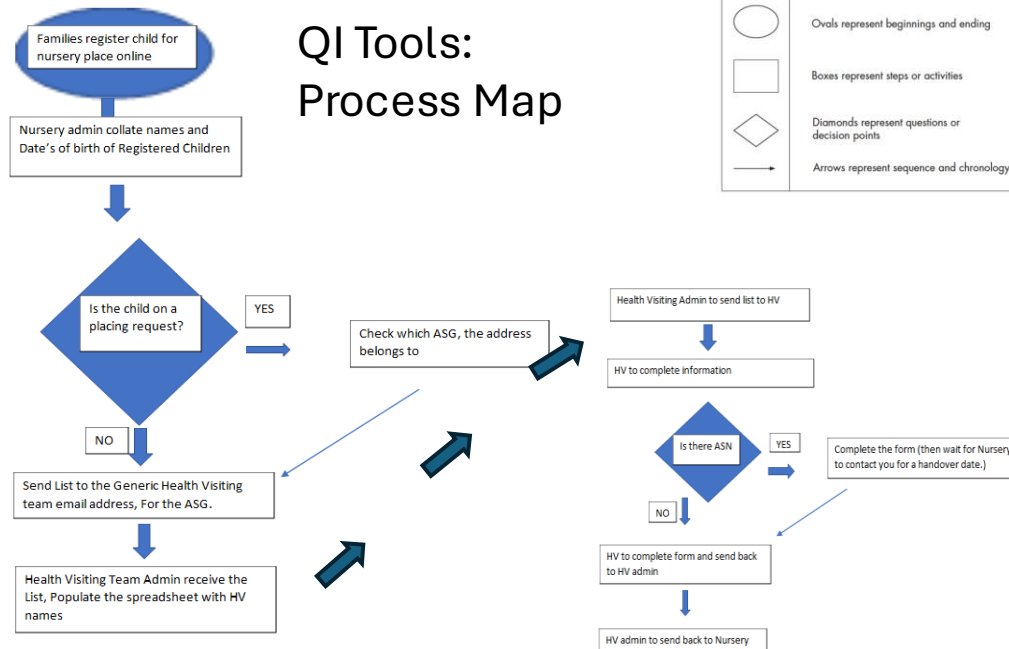 Families register child for
nursery place online
QI Tools:
Process Map
Ovals represent beginnings and ending
Boxes represent steps or activities
Diamonds represent questions or
decision points
Arrows represent sequence and chronology
Nursery admin collate names and
Date's of birth of Registered Children
Is the child on a
placing request?
YES
Check which ASG, the address
belongs to
NO
Send List to the Generic Health Visiting
team email address, For the ASG.
Health Visiting Team Admin receive the
List, Populate the spreadsheet with HV
names
Health Visiting Admin to send list to HV
HV to complete information
Is there ASN
YES
Complete the form (then wait for Nursery
to contact you for a handover date.)
NO
HV to complete form and send back
to HV admin
HV admin to send back to Nursery